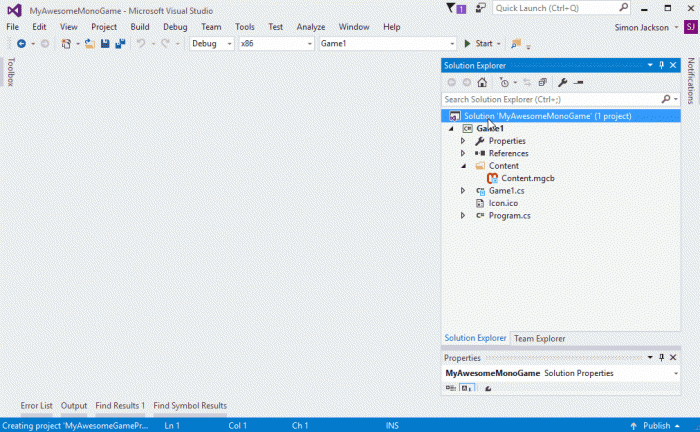 MyAwesomeMonoGame - Microsoft Visual Studio
1
Quick Launch (Ctrl+Q)
File Edit View Project Build Debug Team Tools Test Analyze Window Help
Simon Jackson SJ
Debug x86 Game1 Start
Toolbox
Solution Explorer
Search Solution Explorer (Ctrl+;)
Solution 'MyAwesomeMonoGame' (1 project)
C# Game1
Properties
References
Content
Content.mgcb
C# Game1.cs
Icon.ico
C# Program.cs
Solution Explorer Team Explorer
Properties
MyAwesomeMonoGame Solution Properties
Notifications
Error List Output Find Results 1 Find Symbol Results
Creating project 'MyAwesomeGamePr... Ln 1 Col 1 Ch 1 INS Publish